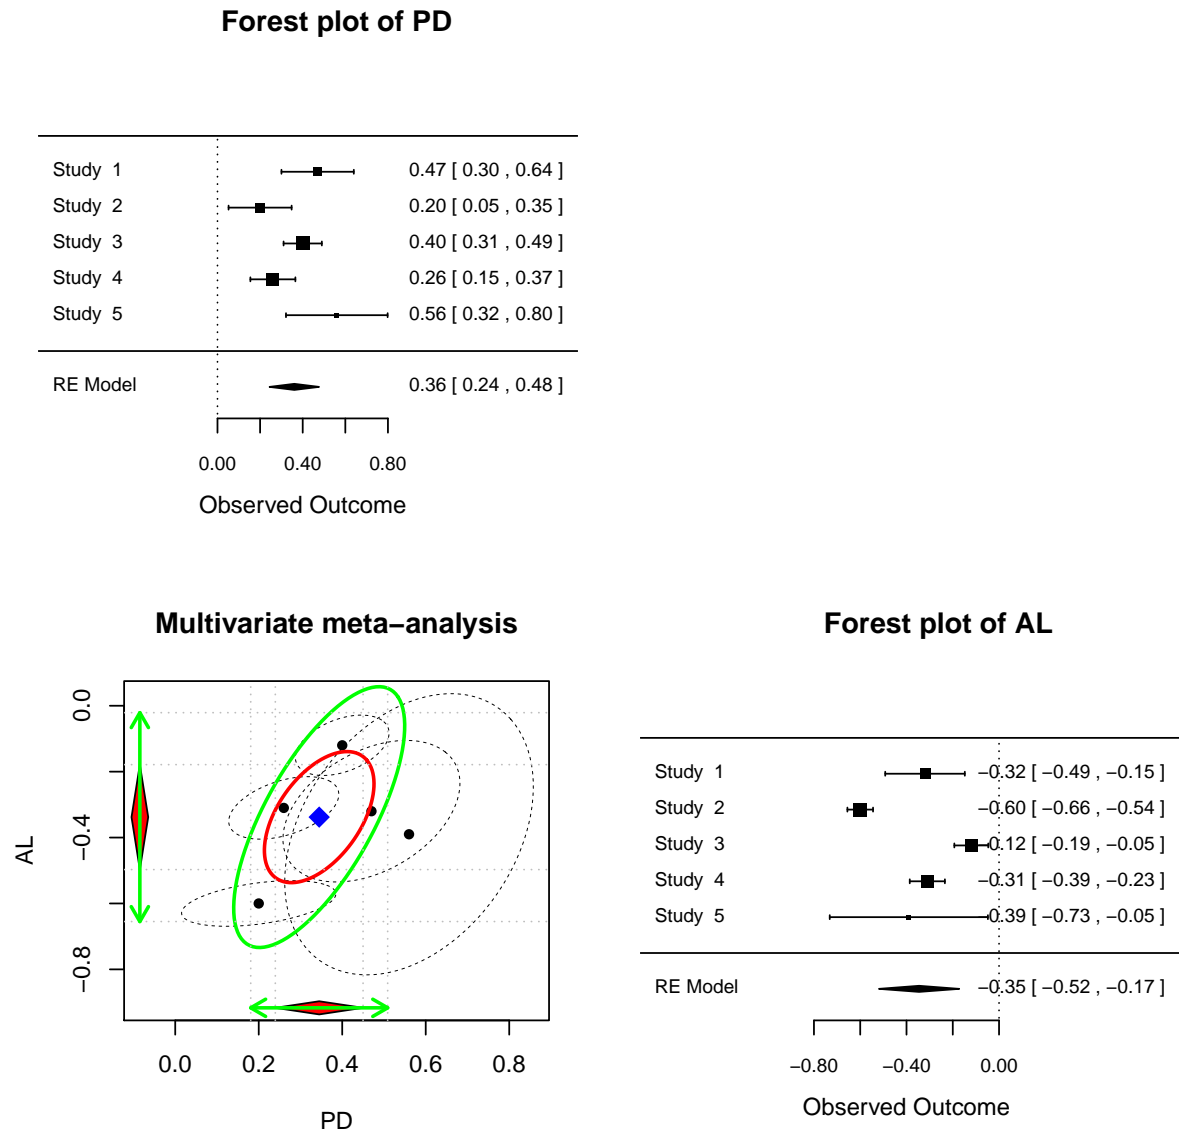 Forest plot of PD
Study 1 0.47 [ 0.30 , 0.64 ]
Study 2 0.20 [ 0.05 , 0.35 ]
Study 3 0.40 [ 0.31 , 0.49 ]
Study 4 0.26 [ 0.15 , 0.37 ]
Study 5 0.56 [ 0.32 , 0.80 ]
RE Model 0.36 [ 0.24 , 0.48 ]
0.00 0.40 0.80
Observed Outcome
Multivariate meta−analysis
0.0
−0.4
−0.8
AL
0.0 0.2 0.4 0.6 0.8
PD
Forest plot of AL
Study 1 −0.32 [ −0.49 , −0.15 ]
Study 2 −0.60 [ −0.66 , −0.54 ]
Study 3 −0.12 [ −0.19 , −0.05 ]
Study 4 −0.31 [ −0.39 , −0.23 ]
Study 5 −0.39 [ −0.73 , −0.05 ]
RE Model −0.35 [ −0.52 , −0.17 ]
−0.80 −0.40 0.00
Observed Outcome